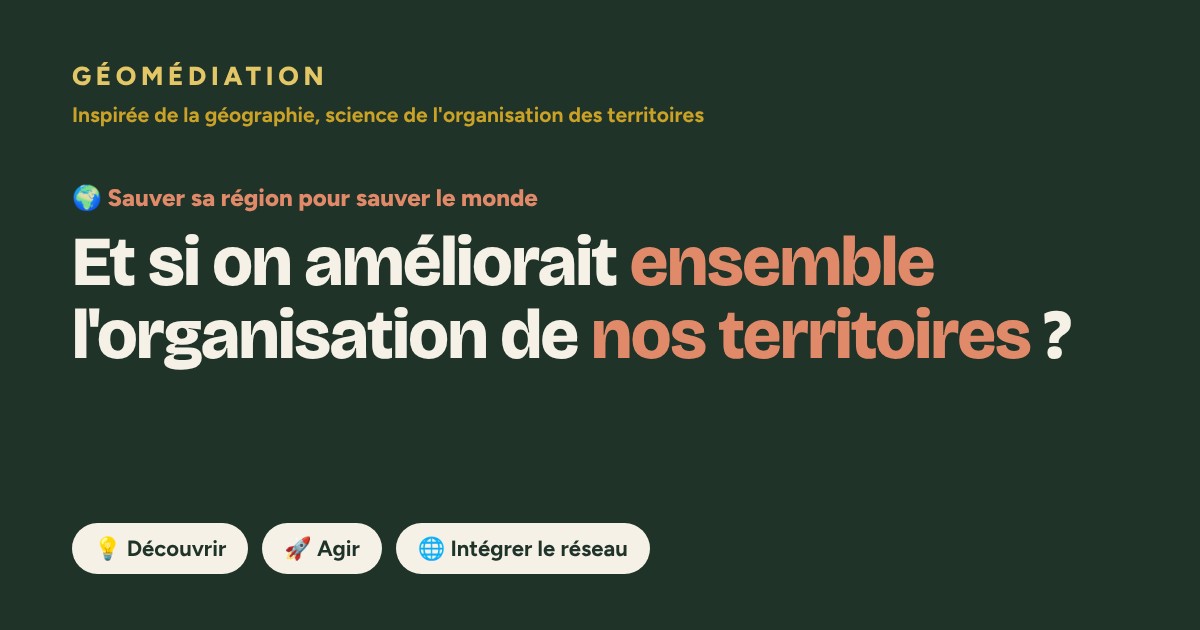 GÉOMÉDIATION
Inspirée de la géographie, science de l'organisation des territoires
🌍 Sauver sa région pour sauver le monde
Et si on améliorait ensemble
l'organisation de nos territoires ?
💡 Découvrir
🚀 Agir
🌐 Intégrer le réseau